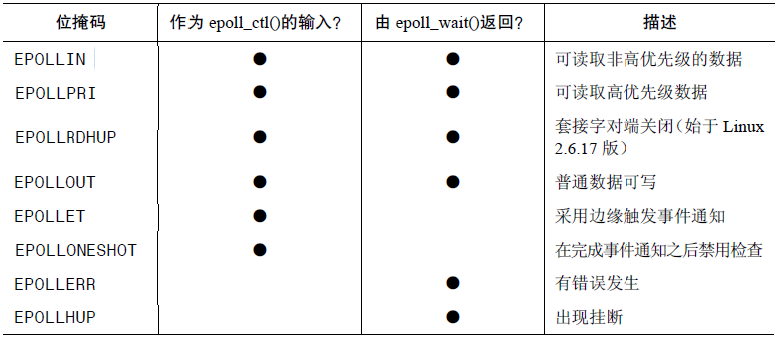 位掩码 作为 epoll_ctl()的输入? 由 epoll_wait()返回? 描述
EPOLLIN ● ● 可读取非高优先级的数据
EPOLLPRI ● ● 可读取高优先级数据
EPOLLRDHUP ● ● 套接字对端关闭（始于 Linux
2.6.17 版）
EPOLLOUT ● ● 普通数据可写
EPOLLET ● 采用边缘触发事件通知
EPOLLONESHOT ● 在完成事件通知之后禁用检查
EPOLLERR ● 有错误发生
EPOLLHUP ● 出现挂断